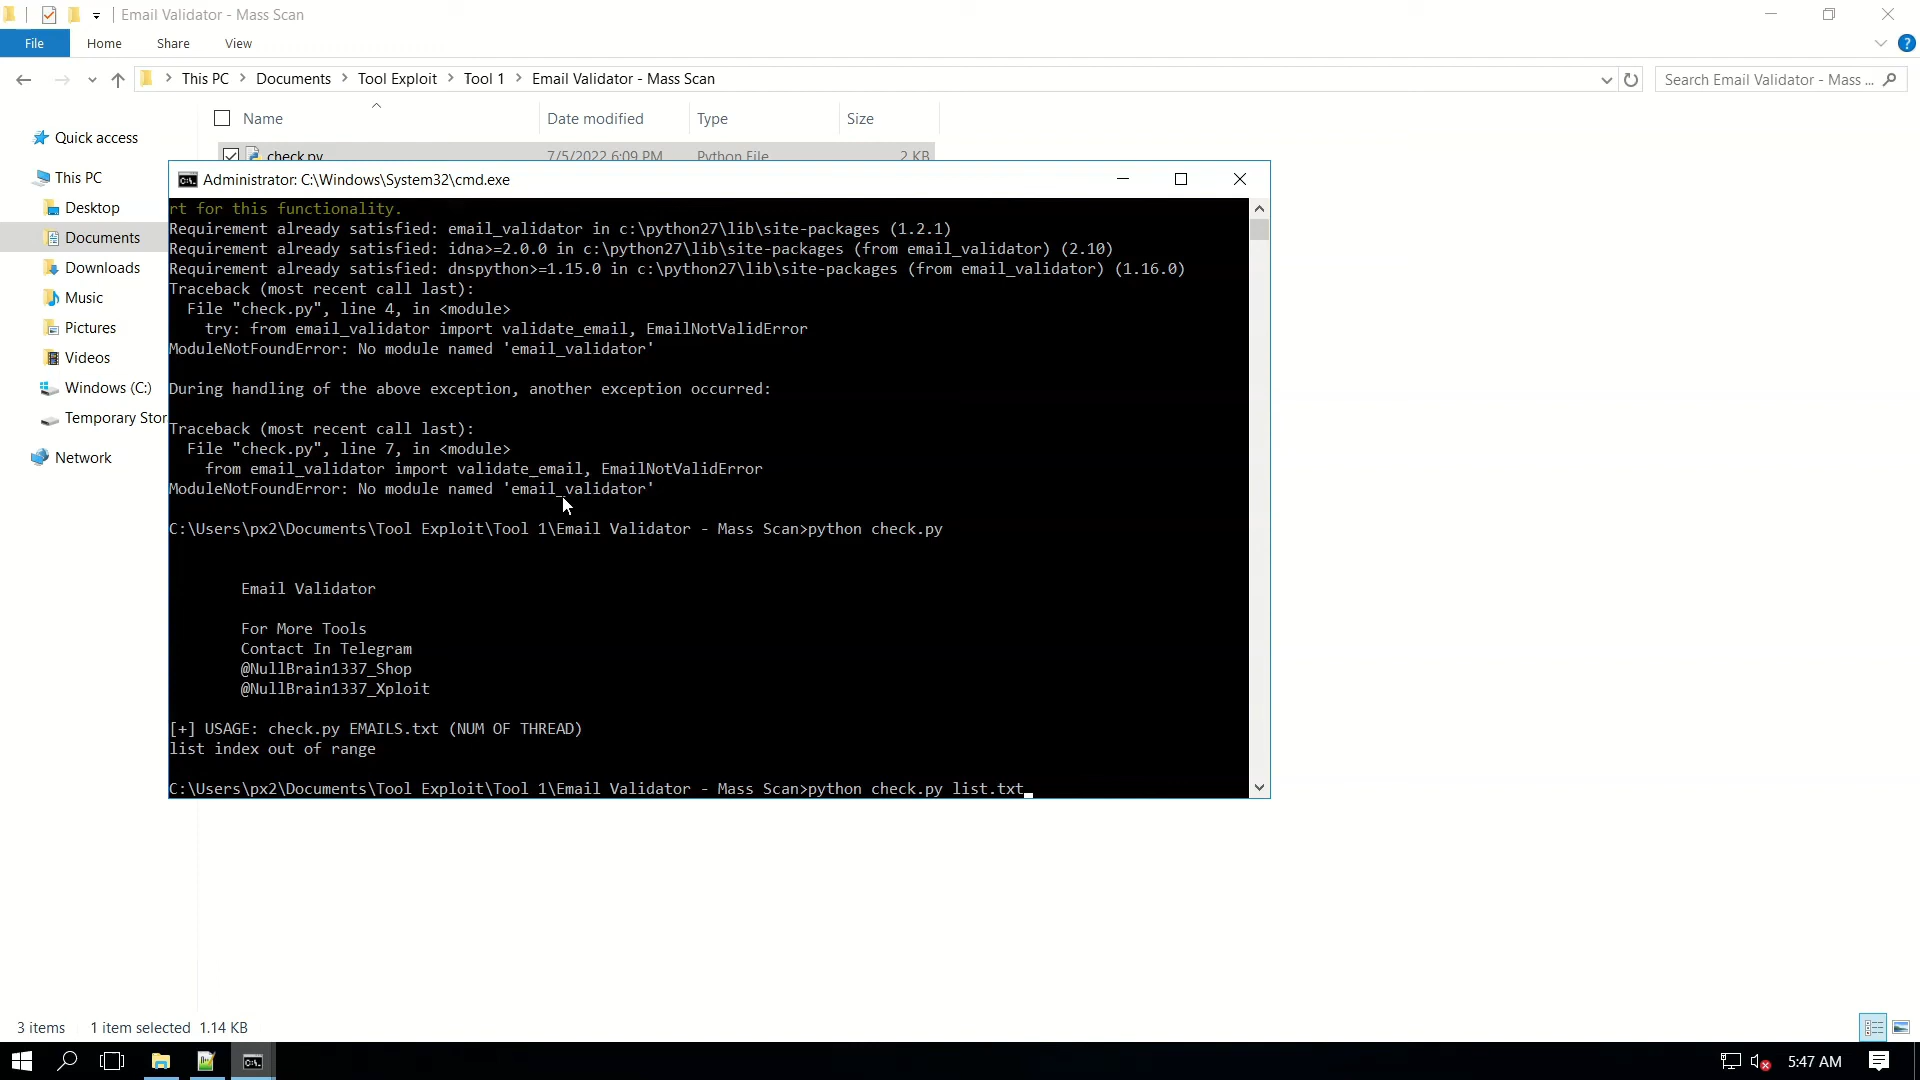 Email Validator - Mass Scan
File Home Share View
This PC Documents Tool Exploit Tool 1 Email Validator - Mass Scan
Search Email Validator - Mass ...
Name Date modified Type Size
Quick access
This PC
Desktop
Documents
Downloads
Music
Pictures
Videos
Windows (C:)
Temporary Stor
Network
check.py 7/5/2022 6:09 PM Python File 2 KB
Administrator: C:\Windows\System32\cmd.exe
rt for this functionality.
Requirement already satisfied: email_validator in c:\python27\lib\site-packages (1.2.1)
Requirement already satisfied: idna>=2.0.0 in c:\python27\lib\site-packages (from email_validator) (2.10)
Requirement already satisfied: dnspython>=1.15.0 in c:\python27\lib\site-packages (from email_validator) (1.16.0)
Traceback (most recent call last):
File "check.py", line 4, in <module>
try: from email_validator import validate_email, EmailNotValidError
ModuleNotFoundError: No module named 'email_validator'
During handling of the above exception, another exception occurred:
Traceback (most recent call last):
File "check.py", line 7, in <module>
from email_validator import validate_email, EmailNotValidError
ModuleNotFoundError: No module named 'email_validator'
C:\Users\px2\Documents\Tool Exploit\Tool 1\Email Validator - Mass Scan>python check.py
Email Validator
For More Tools
Contact In Telegram
@NullBrain1337_Shop
@NullBrain1337_Xploit
[+] USAGE: check.py EMAILS.txt (NUM OF THREAD)
list index out of range
C:\Users\px2\Documents\Tool Exploit\Tool 1\Email Validator - Mass Scan>python check.py list.txt
3 items 1 item selected 1.14 KB
5:47 AM